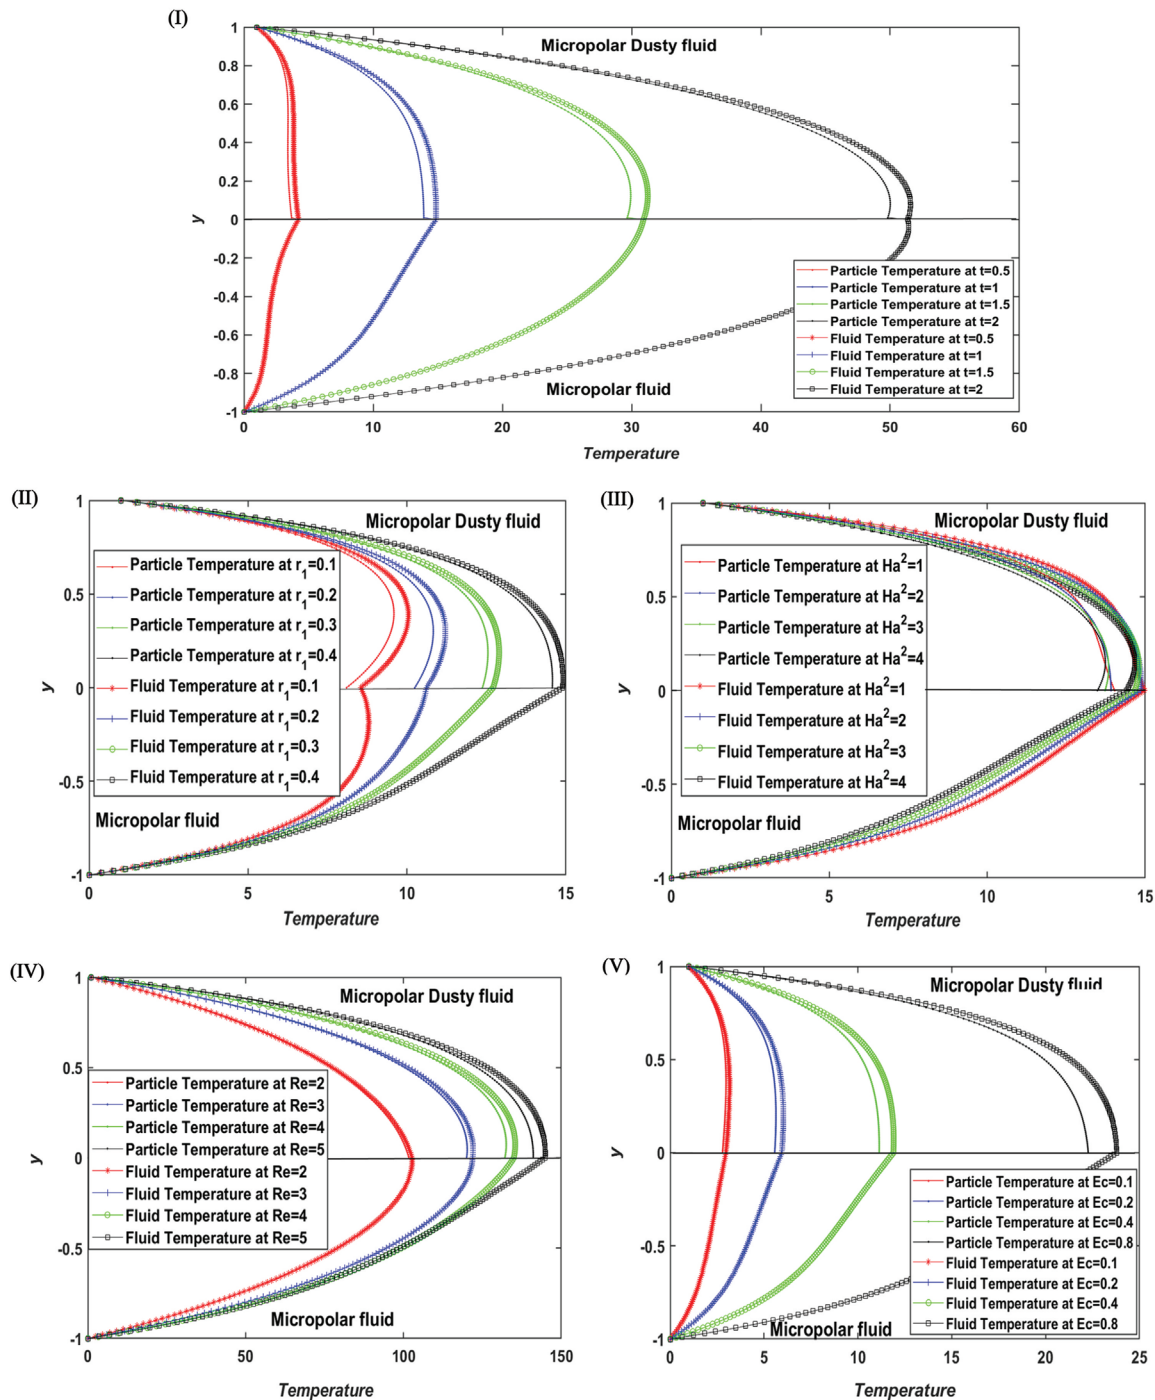 (I)
1
0.8
0.6
0.4
0.2
0
-0.2
-0.4
-0.6
-0.8
-1
y
Micropolar Dusty fluid
Particle Temperature at t=0.5
Particle Temperature at t=1
Particle Temperature at t=1.5
Particle Temperature at t=2
Fluid Temperature at t=0.5
Fluid Temperature at t=1
Fluid Temperature at t=1.5
Fluid Temperature at t=2
Micropolar fluid
0 10 20 30 40 50 60
Temperature
(II)
1
0.5
0
-0.5
-1
y
Micropolar Dusty fluid
Particle Temperature at r1=0.1
Particle Temperature at r1=0.2
Particle Temperature at r1=0.3
Particle Temperature at r1=0.4
Fluid Temperature at r1=0.1
Fluid Temperature at r1=0.2
Fluid Temperature at r1=0.3
Fluid Temperature at r1=0.4
Micropolar fluid
0 5 10 15
Temperature
(III)
1
0.5
0
-0.5
-1
y
Micropolar Dusty fluid
Particle Temperature at Ha²=1
Particle Temperature at Ha²=2
Particle Temperature at Ha²=3
Particle Temperature at Ha²=4
Fluid Temperature at Ha²=1
Fluid Temperature at Ha²=2
Fluid Temperature at Ha²=3
Fluid Temperature at Ha²=4
Micropolar fluid
0 5 10 15
Temperature
(IV)
1
0.5
0
-0.5
-1
y
Micropolar Dusty fluid
Particle Temperature at Re=2
Particle Temperature at Re=3
Particle Temperature at Re=4
Particle Temperature at Re=5
Fluid Temperature at Re=2
Fluid Temperature at Re=3
Fluid Temperature at Re=4
Fluid Temperature at Re=5
Micropolar fluid
0 50 100 150
Temperature
(V)
1
0.5
0
-0.5
-1
y
Micropolar Dusty fluid
Particle Temperature at Ec=0.1
Particle Temperature at Ec=0.2
Particle Temperature at Ec=0.4
Particle Temperature at Ec=0.8
Fluid Temperature at Ec=0.1
Fluid Temperature at Ec=0.2
Fluid Temperature at Ec=0.4
Fluid Temperature at Ec=0.8
Micropolar fluid
0 5 10 15 20 25
Temperature